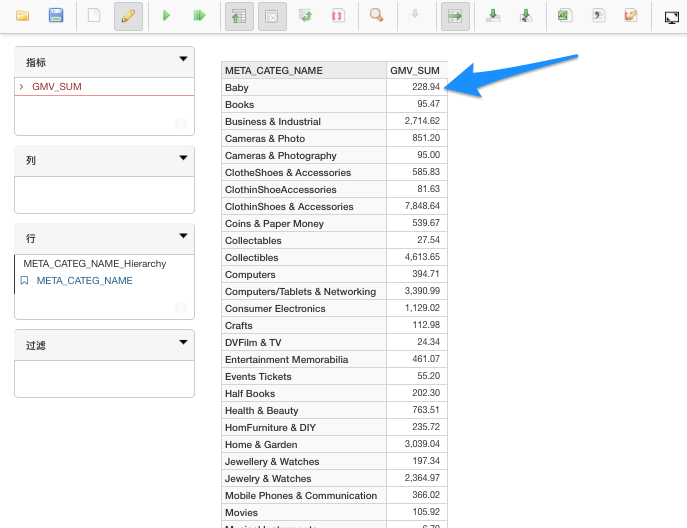 指标
GMV_SUM
列
行
META_CATEG_NAME_Hierarchy
META_CATEG_NAME
过滤
META_CATEG_NAME GMV_SUM
Baby 228.94
Books 95.47
Business & Industrial 2,714.62
Cameras & Photo 851.20
Cameras & Photography 95.00
ClotheShoes & Accessories 585.83
ClothinShoeAccessories 81.63
ClothinShoes & Accessories 7,848.64
Coins & Paper Money 539.67
Collectables 27.54
Collectibles 4,613.65
Computers 394.71
Computers/Tablets & Networking 3,390.99
Consumer Electronics 1,129.02
Crafts 112.98
DVFilm & TV 24.34
Entertainment Memorabilia 461.07
Events Tickets 55.20
Half Books 202.30
Health & Beauty 763.51
HomFurniture & DIY 235.72
Home & Garden 3,039.04
Jewellery & Watches 197.34
Jewelry & Watches 2,364.97
Mobile Phones & Communication 366.02
Movies 105.92